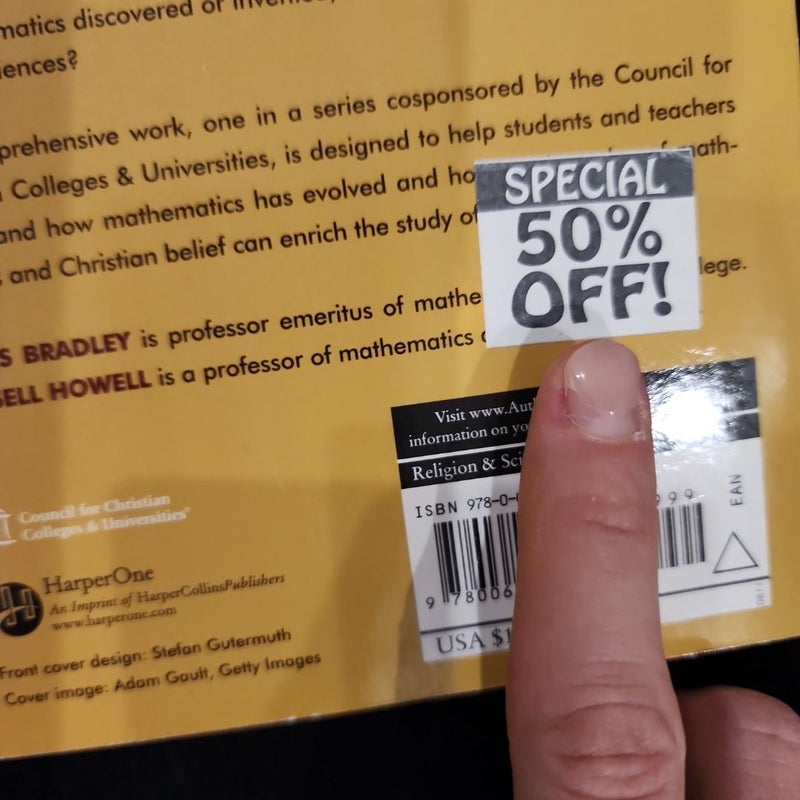 matics discovered or
iences?
prehensive work, one in a series cosponsored by the Council for
Colleges & Universities, is designed to help students and teachers
and how mathematics has evolved and ho math-
and Christian belief can enrich the study of
S BRADLEY is professor emeritus of mathe lege.
SELL HOWELL is a professor of mathematics
SPECIAL
50%
OFF!
Visit www.Aut
information on yo
Religion & Sci
ISBN 978-0-
999
EAN
9 78006
USA $1
Council for Christian
Colleges & Universities®
HarperOne
An Imprint of HarperCollinsPublishers
www.harperone.com
Front cover design: Stefan Gutermuth
Cover image: Adam Gault, Getty Images